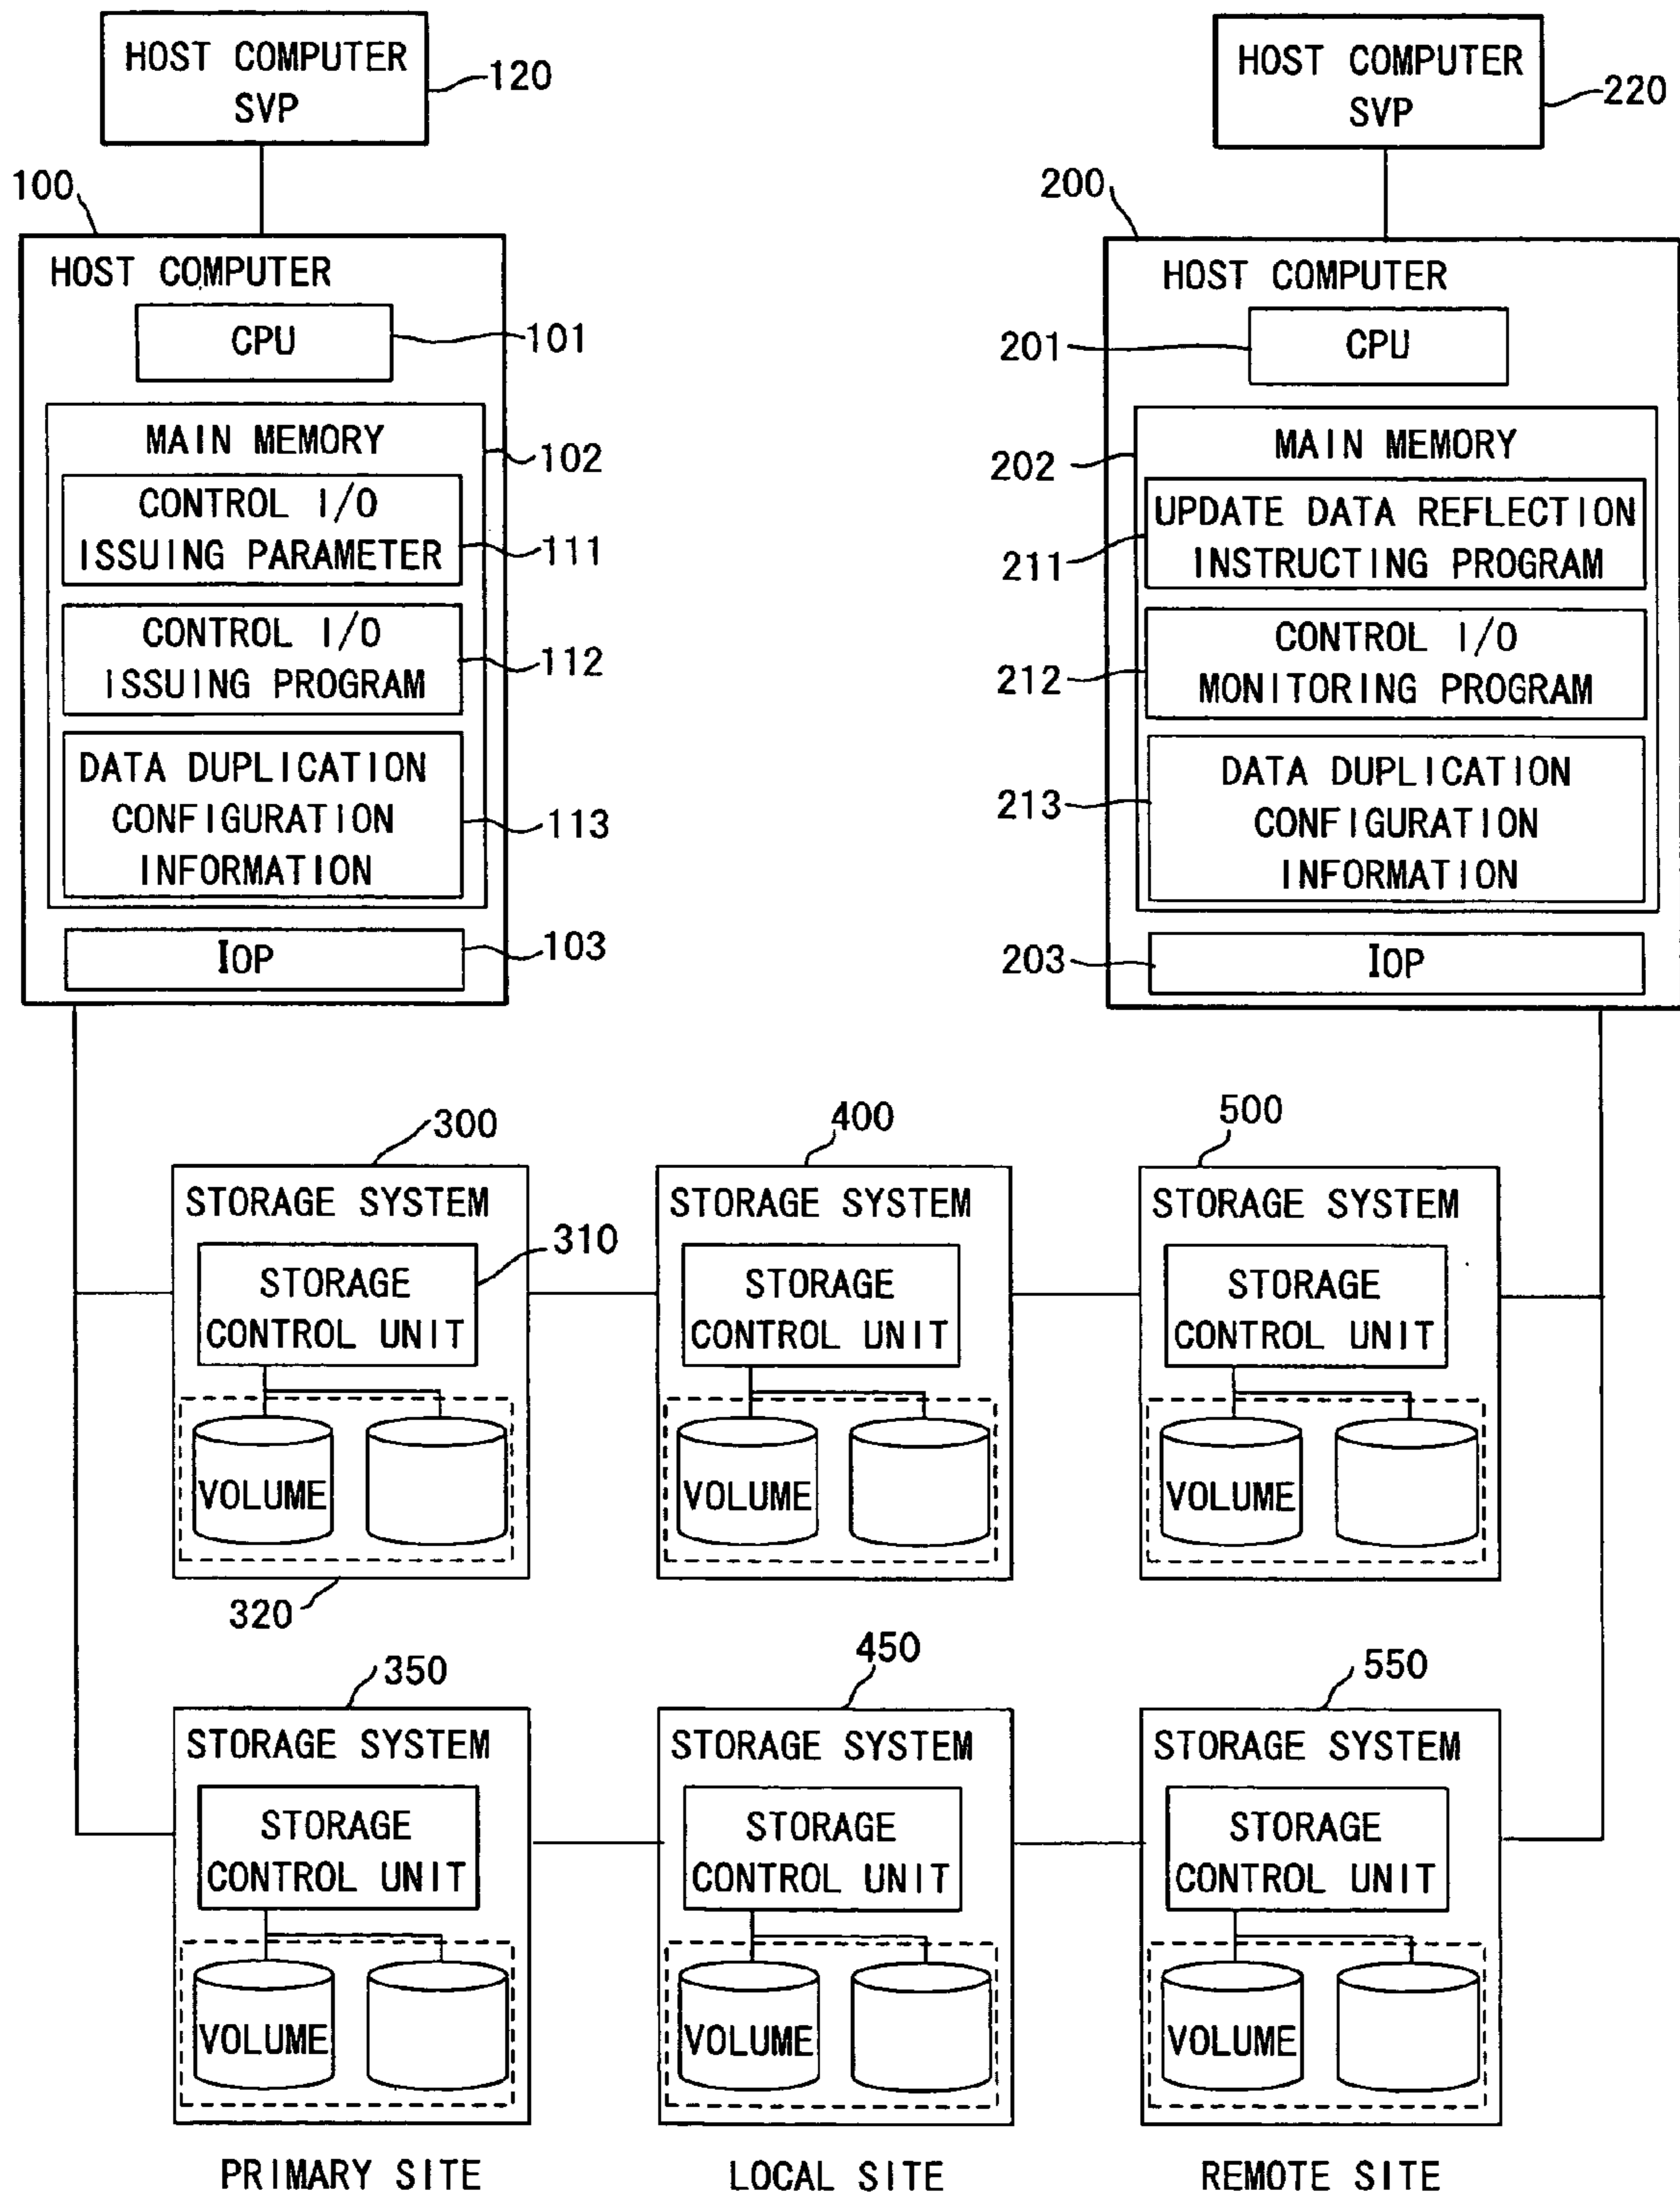 HOST COMPUTER
SVP
120
HOST COMPUTER
SVP
220
100
HOST COMPUTER
CPU
101
MAIN MEMORY
102
CONTROL I/O
ISSUING PARAMETER
111
CONTROL I/O
ISSUING PROGRAM
112
DATA DUPLICATION
CONFIGURATION
INFORMATION
113
IOP
103
200
HOST COMPUTER
CPU
201
MAIN MEMORY
202
UPDATE DATA REFLECTION
INSTRUCTING PROGRAM
211
CONTROL I/O
MONITORING PROGRAM
212
DATA DUPLICATION
CONFIGURATION
INFORMATION
213
IOP
203
300
STORAGE SYSTEM
310
STORAGE
CONTROL UNIT
VOLUME
320
400
STORAGE SYSTEM
STORAGE
CONTROL UNIT
VOLUME
500
STORAGE SYSTEM
STORAGE
CONTROL UNIT
VOLUME
350
STORAGE SYSTEM
STORAGE
CONTROL UNIT
VOLUME
450
STORAGE SYSTEM
STORAGE
CONTROL UNIT
VOLUME
550
STORAGE SYSTEM
STORAGE
CONTROL UNIT
VOLUME
PRIMARY SITE
LOCAL SITE
REMOTE SITE